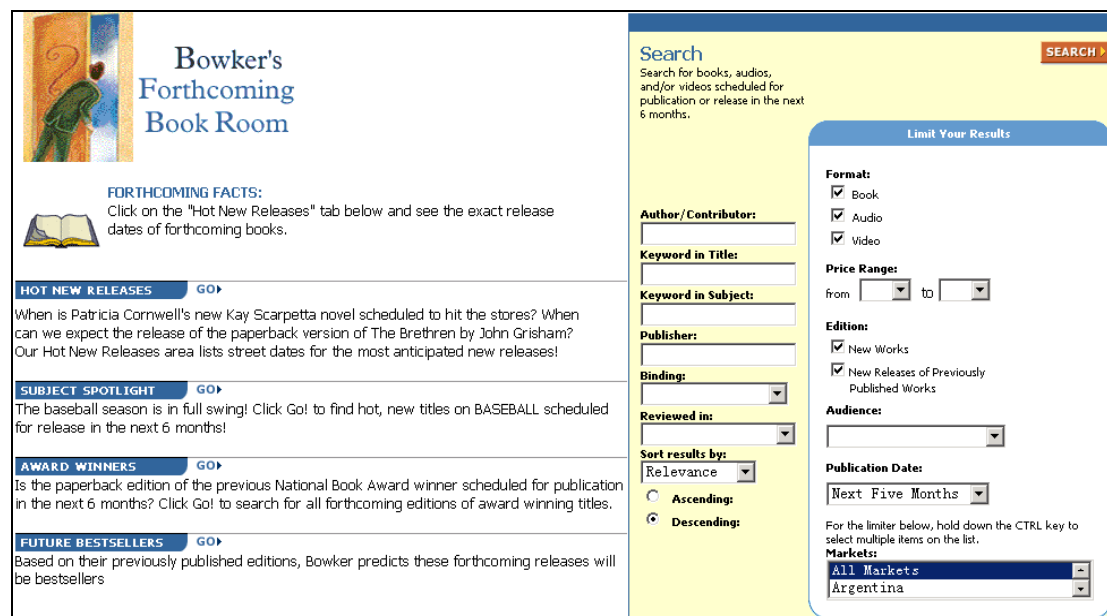 Bowker's
Forthcoming
Book Room
FORTHCOMING FACTS:
Click on the "Hot New Releases" tab below and see the exact release
dates of forthcoming books.
HOT NEW RELEASES GO
When is Patricia Cornwell's new Kay Scarpetta novel scheduled to hit the stores? When
can we expect the release of the paperback version of The Brethren by John Grisham?
Our Hot New Releases area lists street dates for the most anticipated new releases!
SUBJECT SPOTLIGHT GO
The baseball season is in full swing! Click Go! to find hot, new titles on BASEBALL scheduled
for release in the next 6 months!
AWARD WINNERS GO
Is the paperback edition of the previous National Book Award winner scheduled for publication
in the next 6 months? Click Go! to search for all forthcoming editions of award winning titles.
FUTURE BESTSELLERS GO
Based on their previously published editions, Bowker predicts these forthcoming releases will
be bestsellers
Search
SEARCH
Search for books, audios,
and/or videos scheduled for
publication or release in the next
6 months.
Author/Contributor:
Keyword in Title:
Keyword in Subject:
Publisher:
Binding:
Reviewed in:
Sort results by:
Relevance
Ascending:
Descending:
Limit Your Results
Format:
Book
Audio
Video
Price Range:
from to
Edition:
New Works
New Releases of Previously
Published Works
Audience:
Publication Date:
Next Five Months
For the limiter below, hold down the CTRL key to
select multiple items on the list.
Markets:
All Markets
Argentina